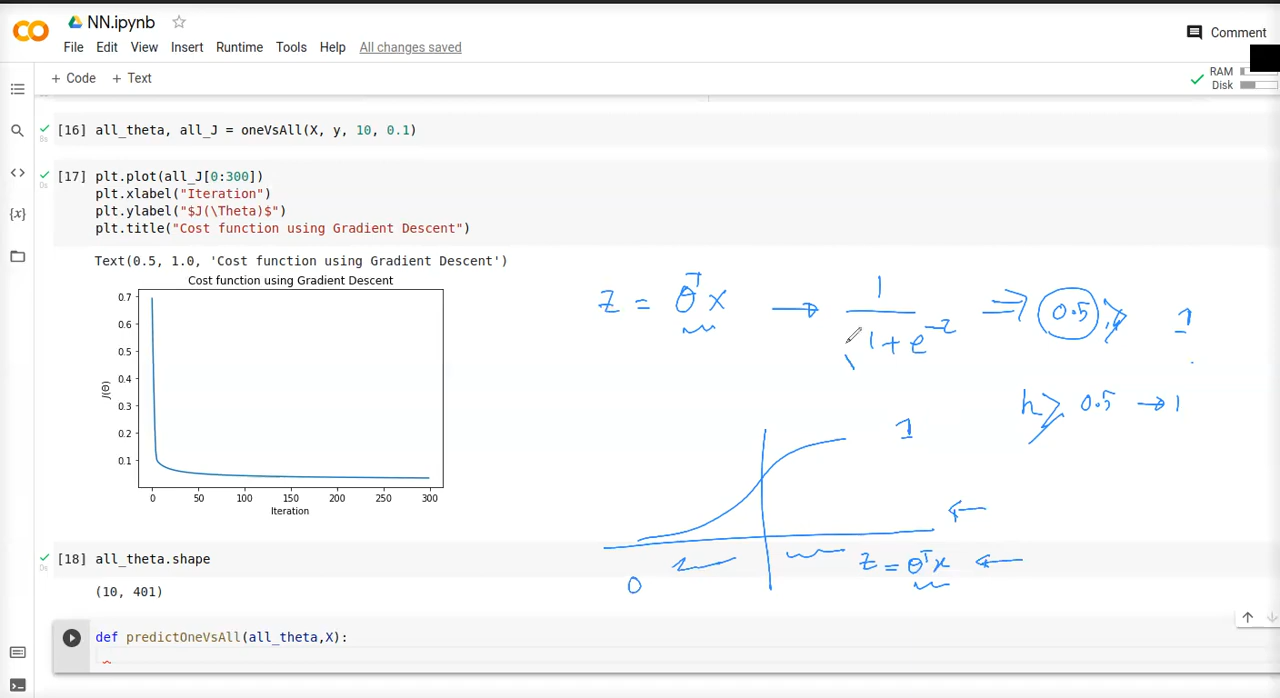 NN.ipynb
File Edit View Insert Runtime Tools Help All changes saved
Comment
+ Code + Text
RAM
Disk
[16] all_theta, all_J = oneVsAll(X, y, 10, 0.1)
8s
[17] plt.plot(all_J[0:300])
0s
plt.xlabel("Iteration")
plt.ylabel("$J(\Theta)$")
plt.title("Cost function using Gradient Descent")
Text(0.5, 1.0, 'Cost function using Gradient Descent')
Cost function using Gradient Descent
0.7
0.6
0.5
0.4
0.3
0.2
0.1
J(Θ)
0 50 100 150 200 250 300
Iteration
z = θᵀx → 1 / 1 + e^-z ⇒ 0.5 ≥ 1
h ≥ 0.5 → 1
1
z = θᵀx ←
0
[18] all_theta.shape
0s
(10, 401)
def predictOneVsAll(all_theta,X):